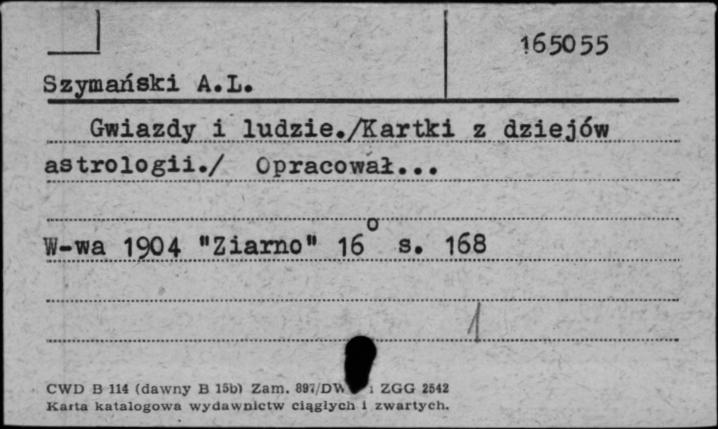 165055
Szymański A.L.
Gwiazdy i ludzie./Kartki z dziejów
astrologii./ Opracował...
W-wa 1904 "Ziarno" 16° s. 168
1
CWD B 114 (dawny B 15b) Zam. 897/DW i ZGG 2542
Karta katalogowa wydawnictw ciągłych i zwartych.